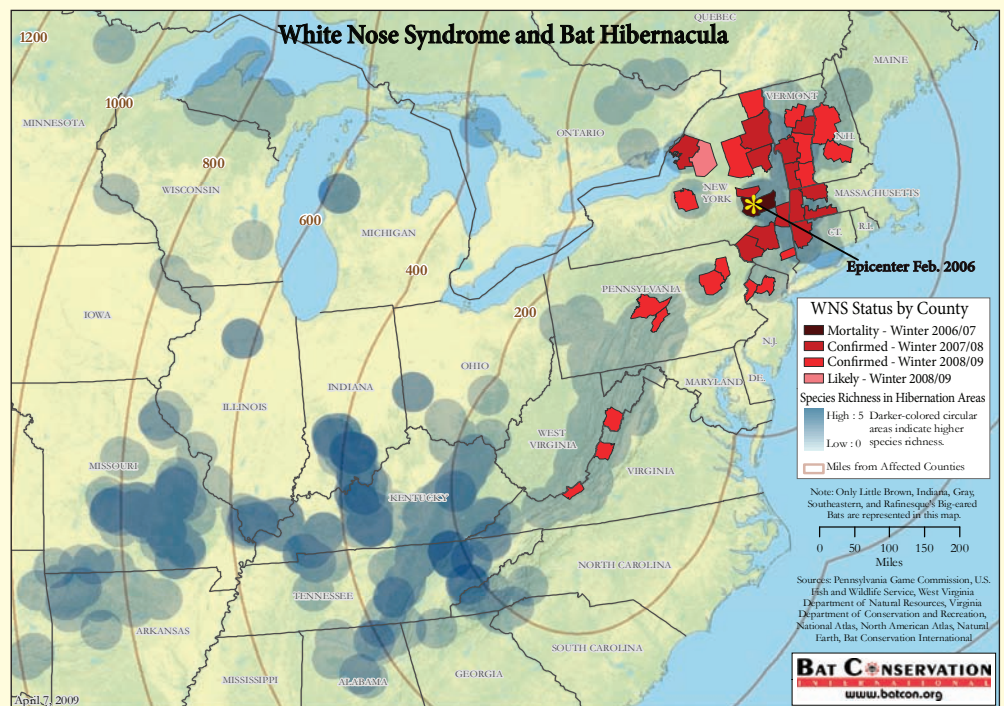 White Nose Syndrome and Bat Hibernacula
QUEBEC
1200
MAINE
1000
MINNESOTA
VERMONT
ONTARIO
N.H.
800
WISCONSIN
NEW
YORK
MASSACHUSETTS
600
MICHIGAN
CT.
R.I.
400
Epicenter Feb. 2006
PENNSYLVANIA
200
IOWA
N.J.
OHIO
INDIANA
MARYLAND
DE.
ILLINOIS
WEST
VIRGINIA
MISSOURI
VIRGINIA
KENTUCKY
NORTH CAROLINA
TENNESSEE
ARKANSAS
SOUTH CAROLINA
MISSISSIPPI
ALABAMA
GEORGIA
April 7, 2009
WNS Status by County
Mortality - Winter 2006/07
Confirmed - Winter 2007/08
Confirmed - Winter 2008/09
Likely - Winter 2008/09
Species Richness in Hibernation Areas
High : 5
Low : 0
Darker-colored circular
areas indicate higher
species richness.
Miles from Affected Counties
Note: Only Little Brown, Indiana, Gray,
Southeastern, and Rafinesque's Big-eared
Bats are represented in this map.
0 50 100 150 200
Miles
Sources: Pennsylvania Game Commission, U.S.
Fish and Wildlife Service, West Virginia
Department of Natural Resources, Virginia
Department of Conservation and Recreation,
National Atlas, North American Atlas, Natural
Earth, Bat Conservation International
BAT CONSERVATION
INTERNATIONAL
www.batcon.org